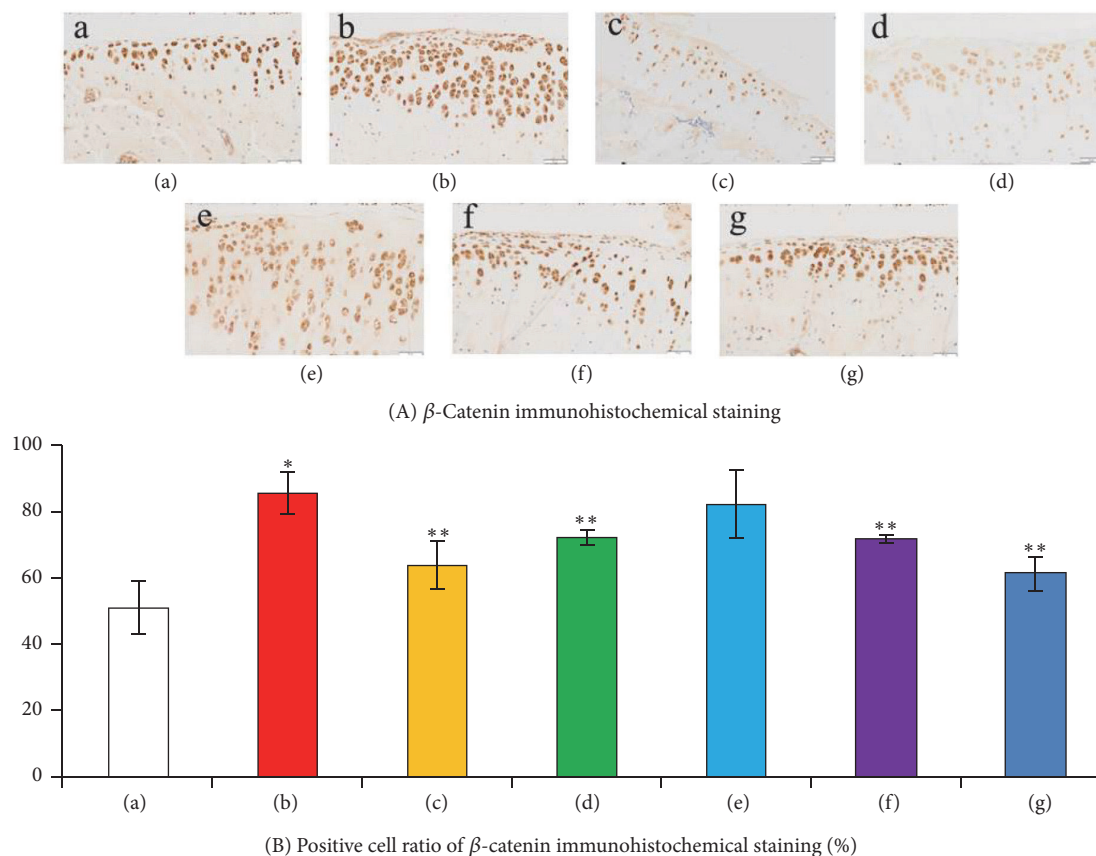 a b c d
(a) (b) (c) (d)
e f g
(e) (f) (g)
(A) β-Catenin immunohistochemical staining
100
80
60
40
20
0
* ** ** ** **
(a) (b) (c) (d) (e) (f) (g)
(B) Positive cell ratio of β-catenin immunohistochemical staining (%)